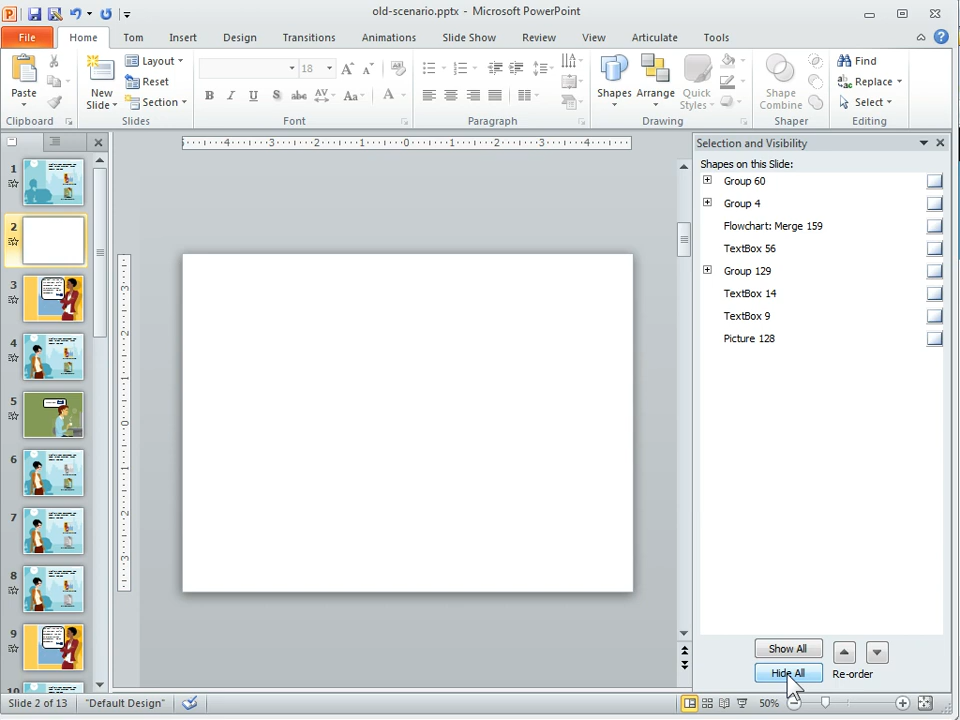 old-scenario.pptx - Microsoft PowerPoint
File Home Tom Insert Design Transitions Animations Slide Show Review View Articulate Tools
Paste
Clipboard
New
Slide
Layout
Reset
Section
Slides
18
B I U S abc AV Aa A
Font
Paragraph
Shapes Arrange Quick
Styles
Drawing
Shape
Combine
Shaper
Find
Replace
Select
Editing
Selection and Visibility
Shapes on this Slide:
Group 60
Group 4
Flowchart: Merge 159
TextBox 56
Group 129
TextBox 14
TextBox 9
Picture 128
1
2
3
4
5
6
7
8
9
10
Show All
Hide All
Re-order
Slide 2 of 13 "Default Design" 50%